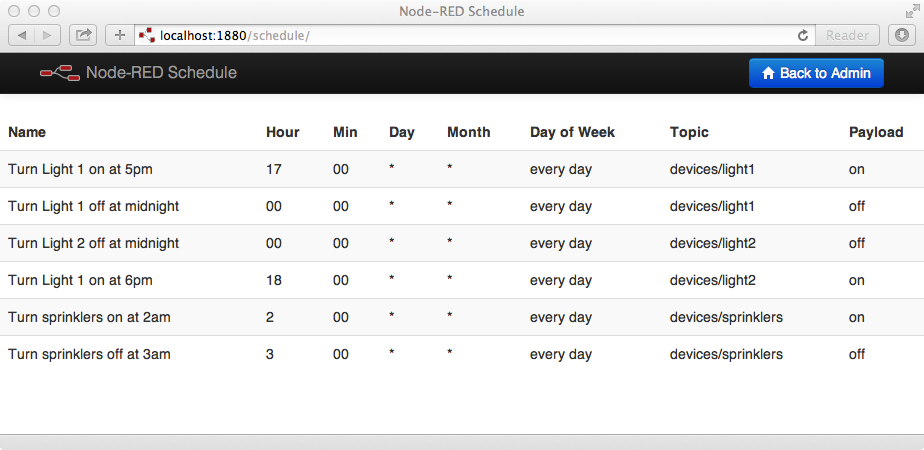 Node-RED Schedule
localhost:1880/schedule/ Reader
Node-RED Schedule Back to Admin
Name Hour Min Day Month Day of Week Topic Payload
Turn Light 1 on at 5pm 17 00 * * every day devices/light1 on
Turn Light 1 off at midnight 00 00 * * every day devices/light1 off
Turn Light 2 off at midnight 00 00 * * every day devices/light2 off
Turn Light 1 on at 6pm 18 00 * * every day devices/light2 on
Turn sprinklers on at 2am 2 00 * * every day devices/sprinklers on
Turn sprinklers off at 3am 3 00 * * every day devices/sprinklers off